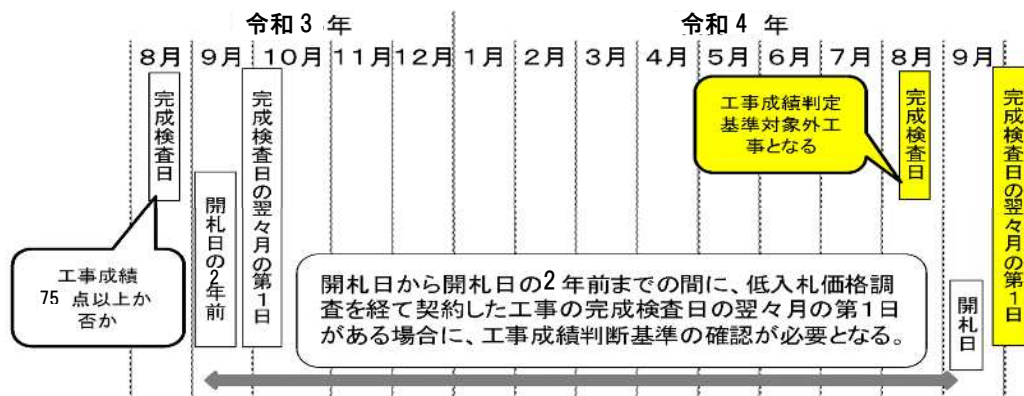 令和3年
令和4年
8月 9月 10月 11月 12月 1月 2月 3月 4月 5月 6月 7月 8月 9月
完成検査日
開札日の2年前
完成検査日の翌々月の第1日
工事成績
75点以上か
否か
工事成績判定
基準対象外工
事となる
完成検査日
開札日
完成検査日の翌々月の第1日
開札日から開札日の2年前までの間に、低入札価格調
査を経て契約した工事の完成検査日の翌々月の第1日
がある場合に、工事成績判断基準の確認が必要となる。